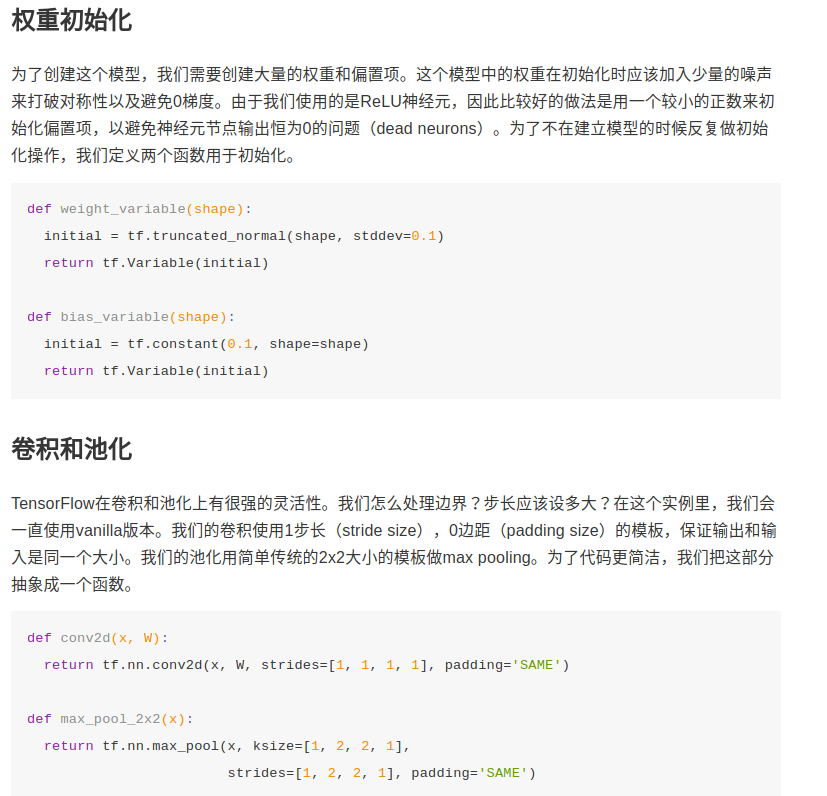 权重初始化
为了创建这个模型，我们需要创建大量的权重和偏置项。这个模型中的权重在初始化时应该加入少量的噪声
来打破对称性以及避免0梯度。由于我们使用的是ReLU神经元，因此比较好的做法是用一个较小的正数来初
始化偏置项，以避免神经元节点输出恒为0的问题（dead neurons）。为了不在建立模型的时候反复做初始
化操作，我们定义两个函数用于初始化。
def weight_variable(shape):
  initial = tf.truncated_normal(shape, stddev=0.1)
  return tf.Variable(initial)

def bias_variable(shape):
  initial = tf.constant(0.1, shape=shape)
  return tf.Variable(initial)
卷积和池化
TensorFlow在卷积和池化上有很强的灵活性。我们怎么处理边界？步长应该设多大？在这个实例里，我们会
一直使用vanilla版本。我们的卷积使用1步长（stride size），0边距（padding size）的模板，保证输出和输
入是同一个大小。我们的池化用简单传统的2x2大小的模板做max pooling。为了代码更简洁，我们把这部分
抽象成一个函数。
def conv2d(x, W):
  return tf.nn.conv2d(x, W, strides=[1, 1, 1, 1], padding='SAME')

def max_pool_2x2(x):
  return tf.nn.max_pool(x, ksize=[1, 2, 2, 1],
                        strides=[1, 2, 2, 1], padding='SAME')